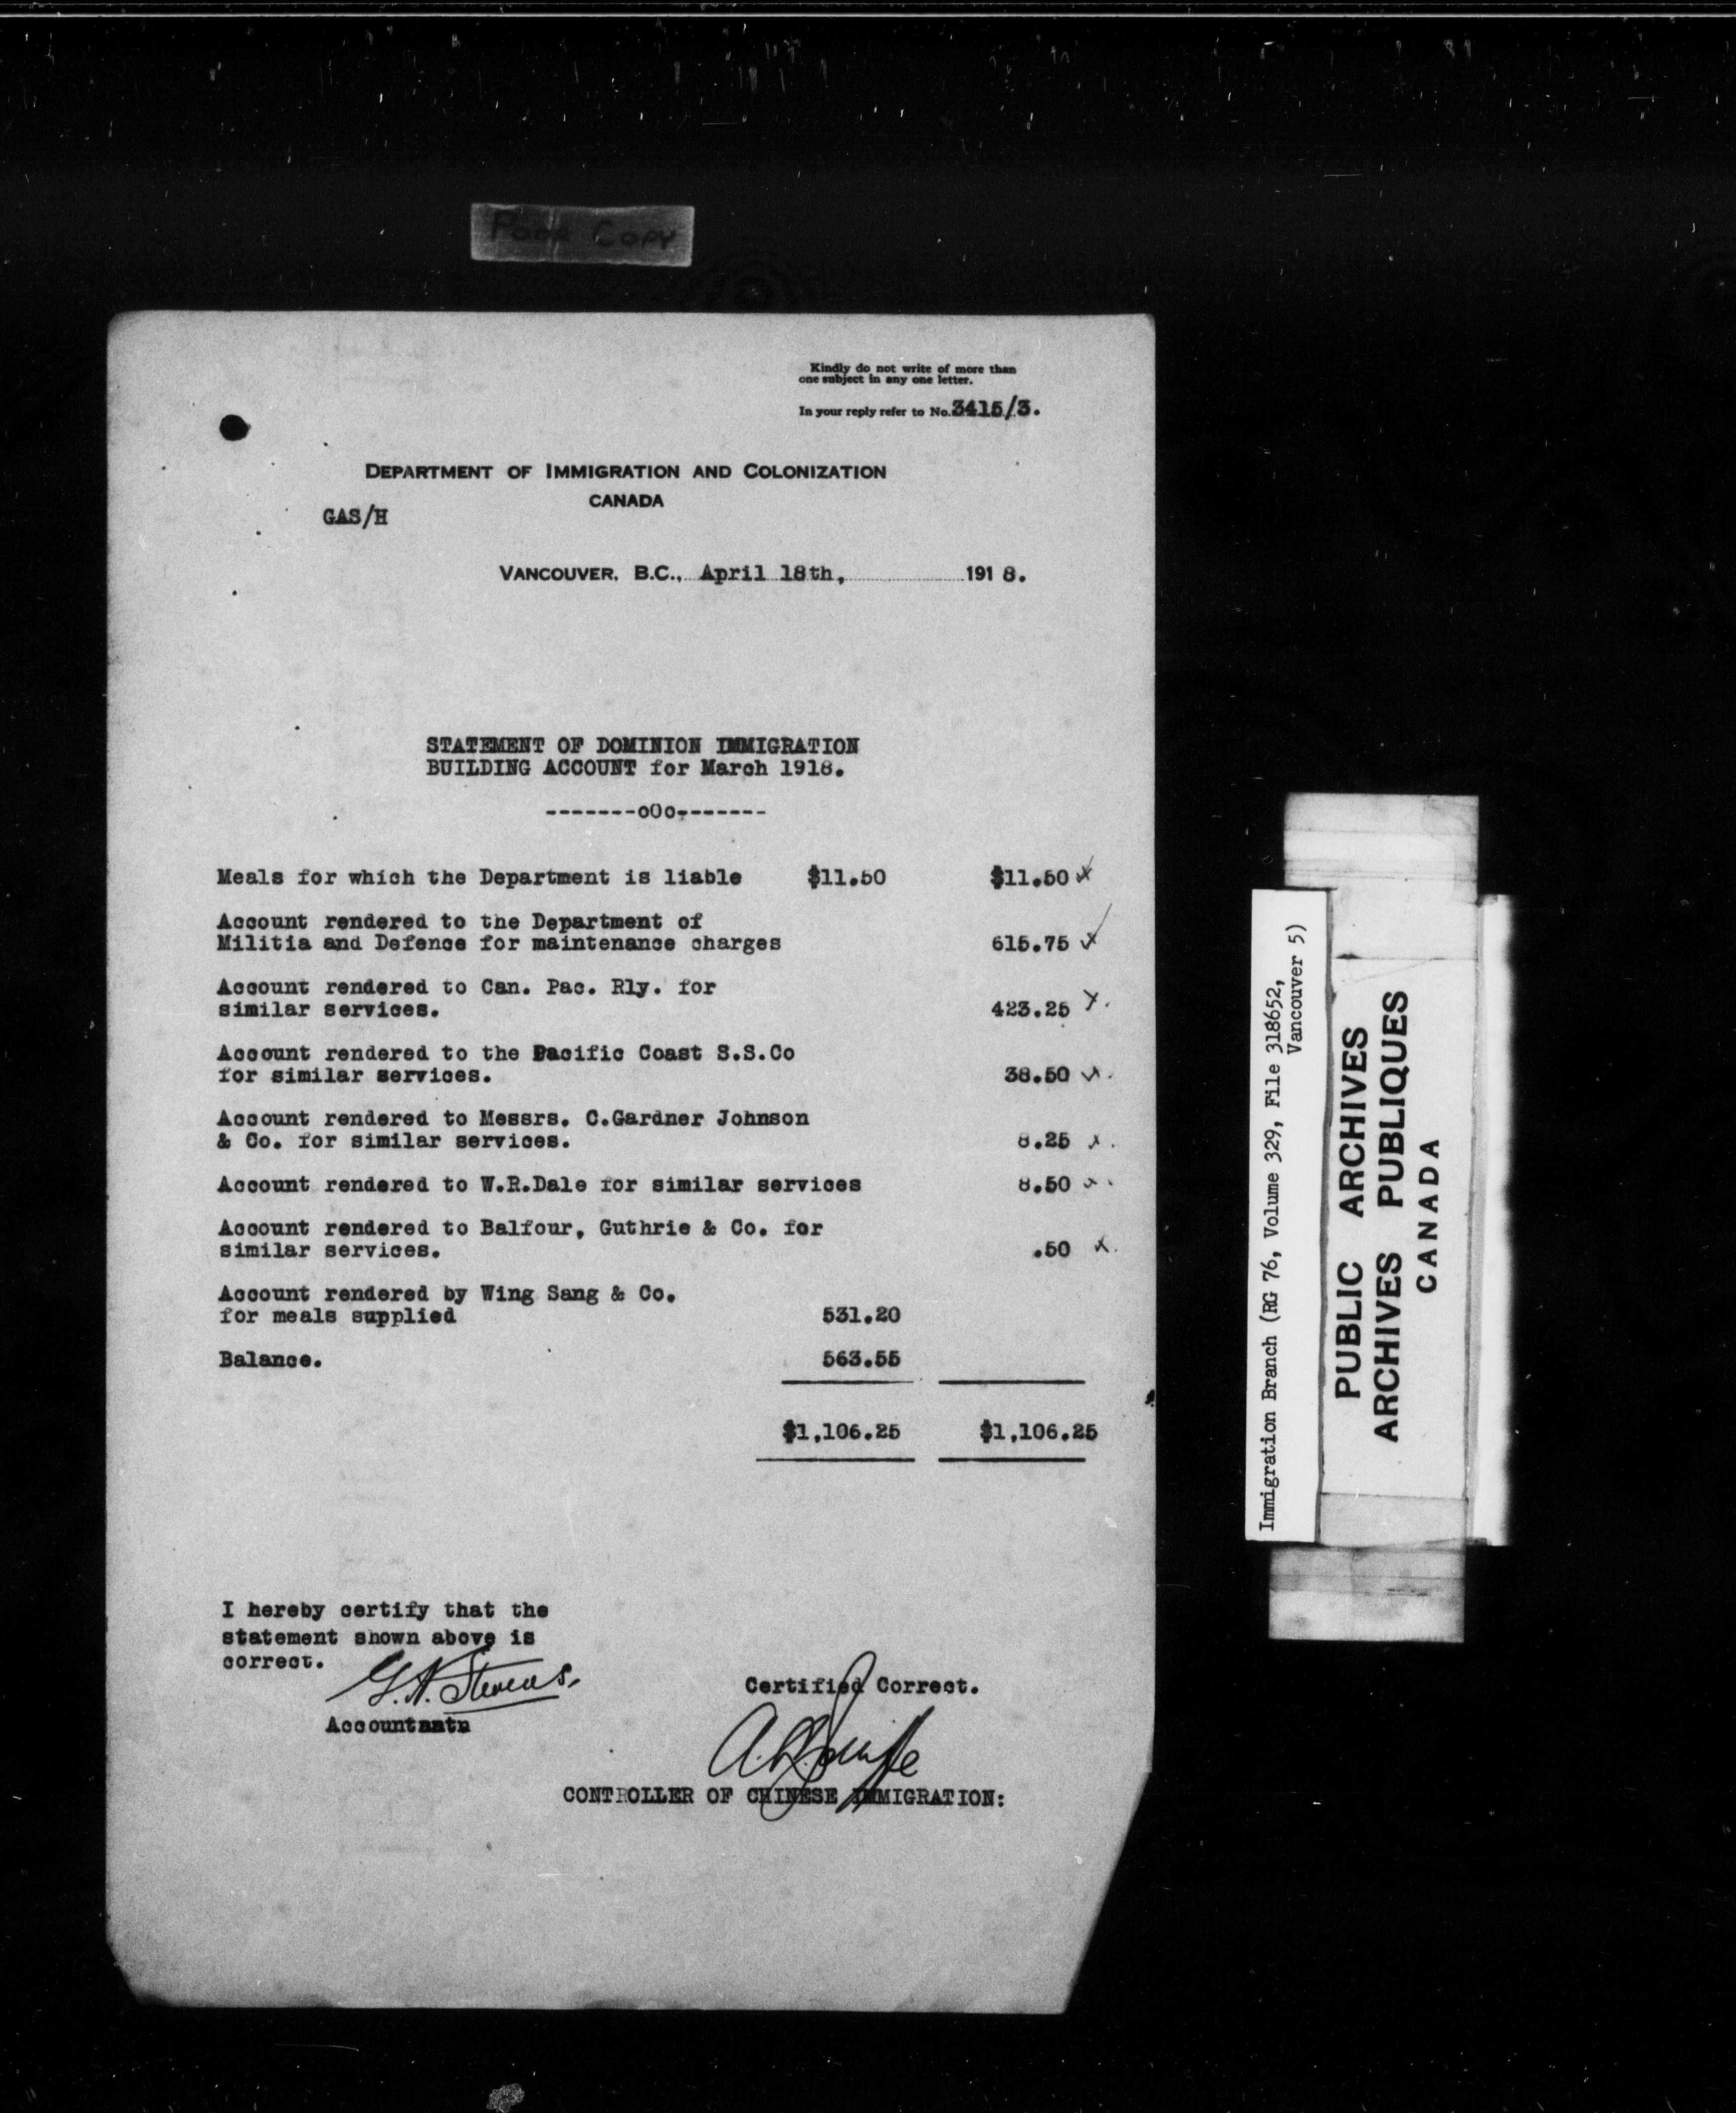 Poor Copy
Kindly do not write of more than
one subject in any one letter.
In your reply refer to No. 3415/3.
DEPARTMENT OF IMMIGRATION AND COLONIZATION
CANADA
GAS/H
VANCOUVER, B.C., April 18th, 1918.
STATEMENT OF DOMINION IMMIGRATION
BUILDING ACCOUNT for March 1918.
-------oOo-------
Meals for which the Department is liable $11.50 $11.50
Account rendered to the Department of
Militia and Defence for maintenance charges 615.75
Account rendered to Can. Pac. Rly. for
similar services. 423.25
Account rendered to the Pacific Coast S.S.Co
for similar services. 38.50
Account rendered to Messrs. C.Gardner Johnson
& Co. for similar services. 8.25
Account rendered to W.R.Dale for similar services 8.50
Account rendered to Balfour, Guthrie & Co. for
similar services. .50
Account rendered by Wing Sang & Co.
for meals supplied 531.20
Balance. 563.55
$1,106.25 $1,106.25
I hereby certify that the
statement shown above is
correct.
G.A. Stevens.
Certified Correct.
CONTROLLER OF CHINESE IMMIGRATION:
Immigration Branch (RG 76, Volume 329, File 318652,
Vancouver 5)
PUBLIC ARCHIVES
ARCHIVES PUBLIQUES
CANADA